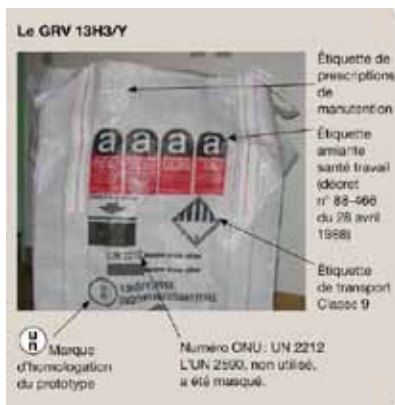 Le GRV 13H3/Y
Étiquette de
prescriptions
de
manutention
a a a a
Étiquette
amiante
santé travail
(décret
n° 88-466
du 28 avril
1988)
UN 2212
Étiquette
de transport
Classe 9
u
n
Marque
d'homologation
du prototype
Numéro ONU: UN 2212
L'UN 2590, non utilisé,
a été masqué.